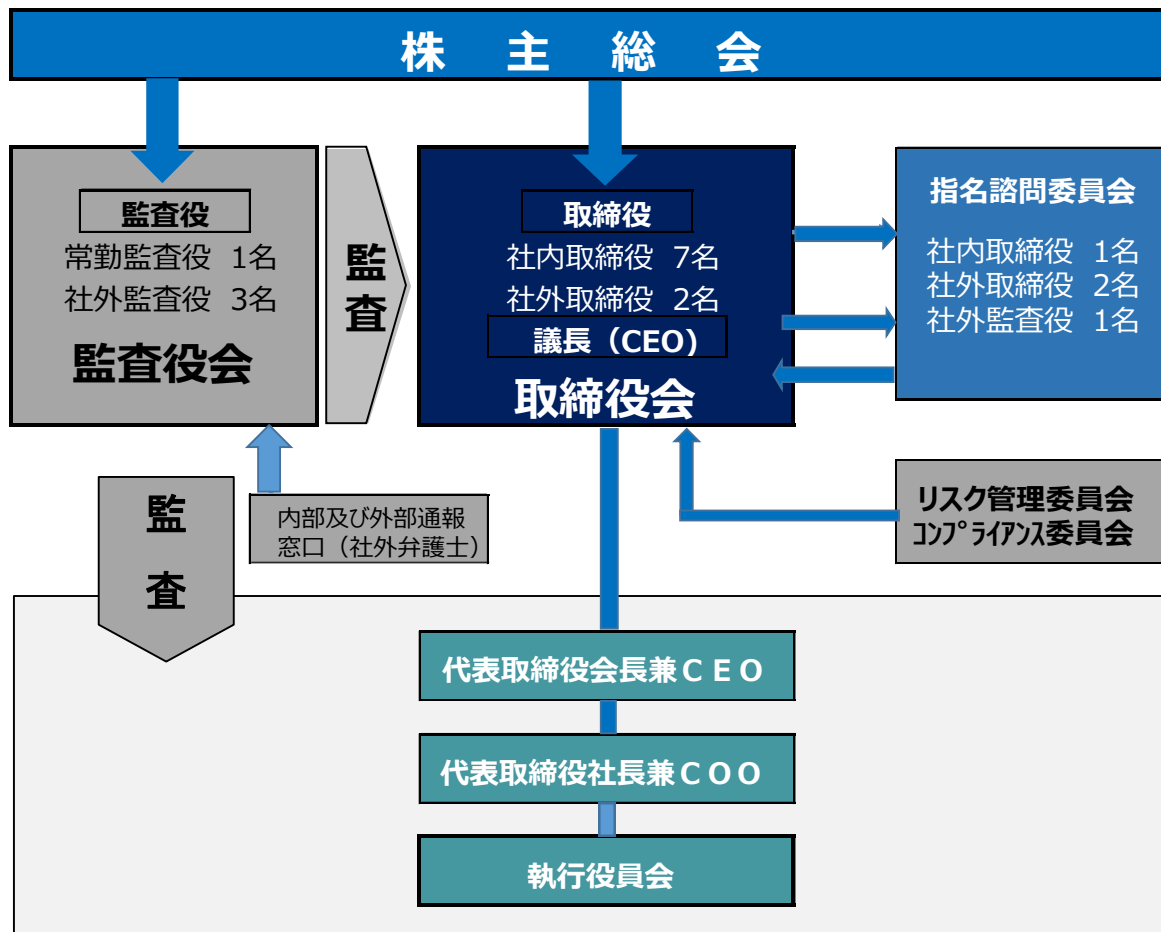 株 主 総 会
監査役
常勤監査役 1名
社外監査役 3名
監査役会
監査
取締役
社内取締役 7名
社外取締役 2名
議長（CEO)
取締役会
指名諮問委員会
社内取締役 1名
社外取締役 2名
社外監査役 1名
監査
内部及び外部通報
窓口（社外弁護士）
リスク管理委員会
ｺﾝﾌﾟﾗｲｱﾝｽ委員会
代表取締役会長兼ＣＥＯ
代表取締役社長兼ＣＯＯ
執行役員会